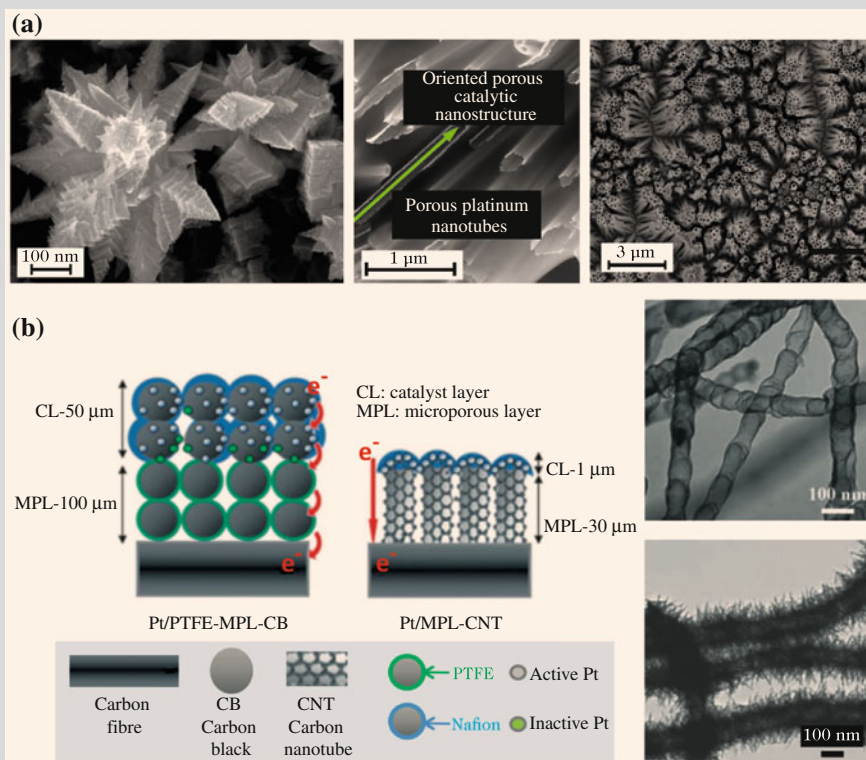 (a)
Oriented porous
catalytic
nanostructure
Porous platinum
nanotubes
100 nm
1 µm
3 µm
(b)
CL-50 µm
MPL-100 µm
e-
e-
Pt/PTFE-MPL-CB
CL: catalyst layer
MPL: microporous layer
e-
CL-1 µm
MPL-30 µm
Pt/MPL-CNT
100 nm
100 nm
Carbon
fibre
CB
Carbon
black
CNT
Carbon
nanotube
PTFE
Nafion
Active Pt
Inactive Pt